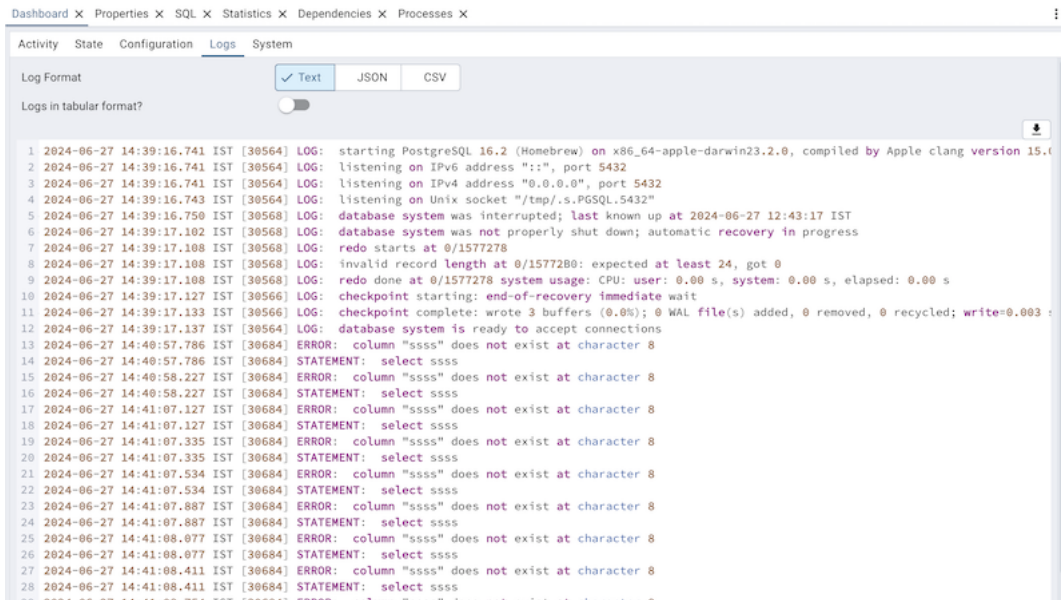 Dashboard × Properties × SQL × Statistics × Dependencies × Processes ×
Activity State Configuration Logs System
Log Format Text JSON CSV
Logs in tabular format?
1 2024-06-27 14:39:16.741 IST [30564] LOG: starting PostgreSQL 16.2 (Homebrew) on x86_64-apple-darwin23.2.0, compiled by Apple clang version 15.0
2 2024-06-27 14:39:16.741 IST [30564] LOG: listening on IPv6 address "::", port 5432
3 2024-06-27 14:39:16.741 IST [30564] LOG: listening on IPv4 address "0.0.0.0", port 5432
4 2024-06-27 14:39:16.743 IST [30564] LOG: listening on Unix socket "/tmp/.s.PGSQL.5432"
5 2024-06-27 14:39:16.750 IST [30568] LOG: database system was interrupted; last known up at 2024-06-27 12:43:17 IST
6 2024-06-27 14:39:17.102 IST [30568] LOG: database system was not properly shut down; automatic recovery in progress
7 2024-06-27 14:39:17.108 IST [30568] LOG: redo starts at 0/1577278
8 2024-06-27 14:39:17.108 IST [30568] LOG: invalid record length at 0/15772B0: expected at least 24, got 0
9 2024-06-27 14:39:17.108 IST [30568] LOG: redo done at 0/1577278 system usage: CPU: user: 0.00 s, system: 0.00 s, elapsed: 0.00 s
10 2024-06-27 14:39:17.127 IST [30566] LOG: checkpoint starting: end-of-recovery immediate wait
11 2024-06-27 14:39:17.133 IST [30566] LOG: checkpoint complete: wrote 3 buffers (0.0%); 0 WAL file(s) added, 0 removed, 0 recycled; write=0.003 s
12 2024-06-27 14:39:17.137 IST [30564] LOG: database system is ready to accept connections
13 2024-06-27 14:40:57.786 IST [30684] ERROR: column "ssss" does not exist at character 8
14 2024-06-27 14:40:57.786 IST [30684] STATEMENT: select ssss
15 2024-06-27 14:40:58.227 IST [30684] ERROR: column "ssss" does not exist at character 8
16 2024-06-27 14:40:58.227 IST [30684] STATEMENT: select ssss
17 2024-06-27 14:41:07.127 IST [30684] ERROR: column "ssss" does not exist at character 8
18 2024-06-27 14:41:07.127 IST [30684] STATEMENT: select ssss
19 2024-06-27 14:41:07.335 IST [30684] ERROR: column "ssss" does not exist at character 8
20 2024-06-27 14:41:07.335 IST [30684] STATEMENT: select ssss
21 2024-06-27 14:41:07.534 IST [30684] ERROR: column "ssss" does not exist at character 8
22 2024-06-27 14:41:07.534 IST [30684] STATEMENT: select ssss
23 2024-06-27 14:41:07.887 IST [30684] ERROR: column "ssss" does not exist at character 8
24 2024-06-27 14:41:07.887 IST [30684] STATEMENT: select ssss
25 2024-06-27 14:41:08.077 IST [30684] ERROR: column "ssss" does not exist at character 8
26 2024-06-27 14:41:08.077 IST [30684] STATEMENT: select ssss
27 2024-06-27 14:41:08.411 IST [30684] ERROR: column "ssss" does not exist at character 8
28 2024-06-27 14:41:08.411 IST [30684] STATEMENT: select ssss